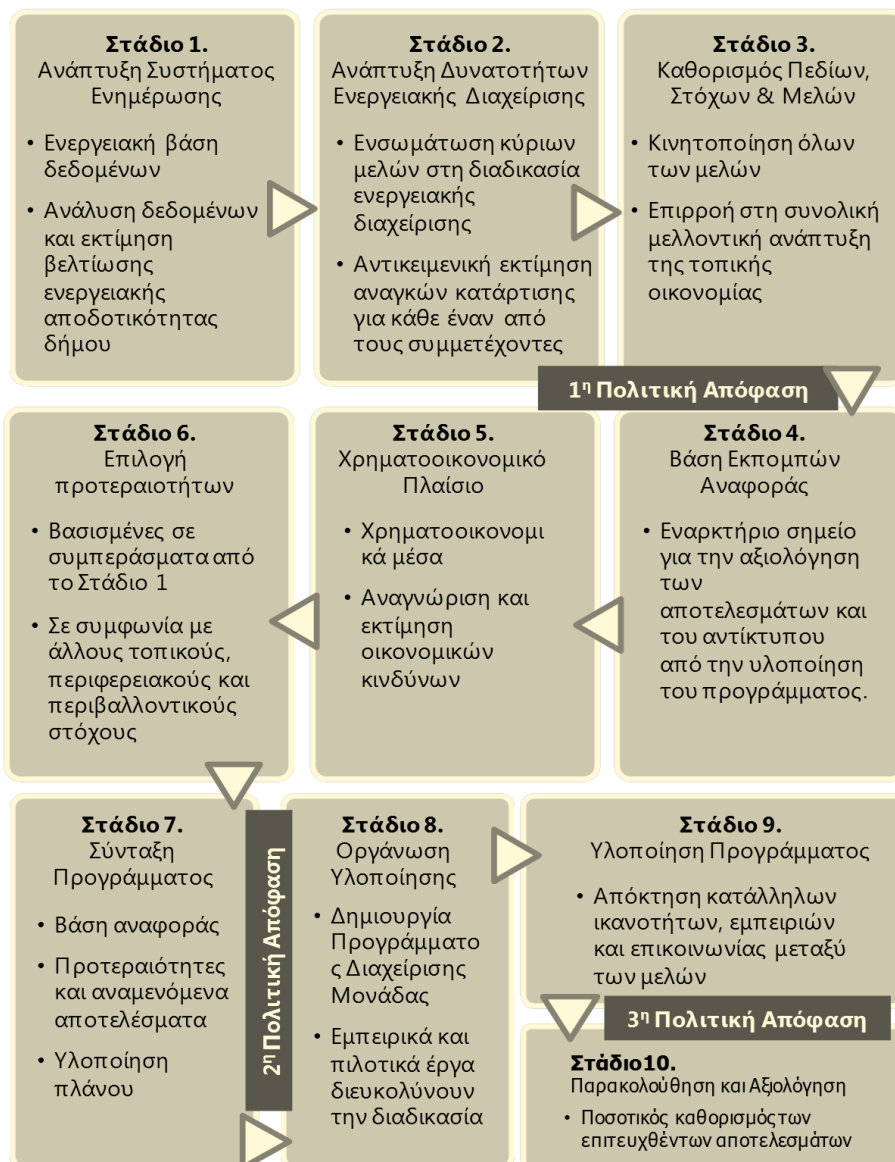 Στάδιο 1.
Ανάπτυξη Συστήματος
Ενημέρωσης
• Ενεργειακή βάση
δεδομένων
• Ανάλυση δεδομένων
και εκτίμηση
βελτίωσης
ενεργειακής
αποδοτικότητας
δήμου
Στάδιο 2.
Ανάπτυξη Δυνατοτήτων
Ενεργειακής Διαχείρισης
• Ενσωμάτωση κύριων
μελών στη διαδικασία
ενεργειακής
διαχείρισης
• Αντικειμενική εκτίμηση
αναγκών κατάρτισης
για κάθε έναν από
τους συμμετέχοντες
Στάδιο 3.
Καθορισμός Πεδίων,
Στόχων & Μελών
• Κινητοποίηση όλων
των μελών
• Επιρροή στη συνολική
μελλοντική ανάπτυξη
της τοπικής
οικονομίας
1η Πολιτική Απόφαση
Στάδιο 4.
Βάση Εκπομπών
Αναφοράς
• Εναρκτήριο σημείο
για την αξιολόγηση
των
αποτελεσμάτων και
του αντίκτυπου
από την υλοποίηση
του προγράμματος.
Στάδιο 5.
Χρηματοοικονομικό
Πλαίσιο
• Χρηματοοικονομι
κά μέσα
• Αναγνώριση και
εκτίμηση
οικονομικών
κινδύνων
Στάδιο 6.
Επιλογή
προτεραιοτήτων
• Βασισμένες σε
συμπεράσματα από
το Στάδιο 1
• Σε συμφωνία με
άλλους τοπικούς,
περιφερειακούς και
περιβαλλοντικούς
στόχους
Στάδιο 7.
Σύνταξη
Προγράμματος
• Βάση αναφοράς
• Προτεραιότητες
και αναμενόμενα
αποτελέσματα
• Υλοποίηση
πλάνου
2η Πολιτική Απόφαση
Στάδιο 8.
Οργάνωση
Υλοποίησης
• Δημιουργία
Προγράμματο
ς Διαχείρισης
Μονάδας
• Εμπειρικά και
πιλοτικά έργα
διευκολύνουν
την διαδικασία
Στάδιο 9.
Υλοποίηση Προγράμματος
• Απόκτηση κατάλληλων
ικανοτήτων, εμπειριών
και επικοινωνίας μεταξύ
των μελών
3η Πολιτική Απόφαση
Στάδιο 10.
Παρακολούθηση και Αξιολόγηση
• Ποσοτικός καθορισμός των
επιτευχθέντων αποτελεσμάτων